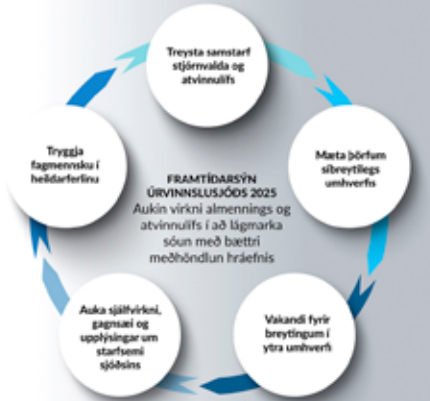 Treysta samstarf
stjórnvalda og
atvinnulífs
Mæta þörfum
síbreytilegs
umhverfis
Vakandi fyrir
breytingum í
ytra umhverfi
Auka sjálfvirkni,
gagnsæi og
upplýsingar um
starfsemi
sjóðsins
Tryggja
fagmennsku í
heildarferlinu
FRAMTÍÐARSÝN
ÚRVINNSLUSJÓÐS 2025
Aukin virkni almennings og
atvinnulífs í að lágmarka
sóun með bættri
meðhöndlun hráefnis